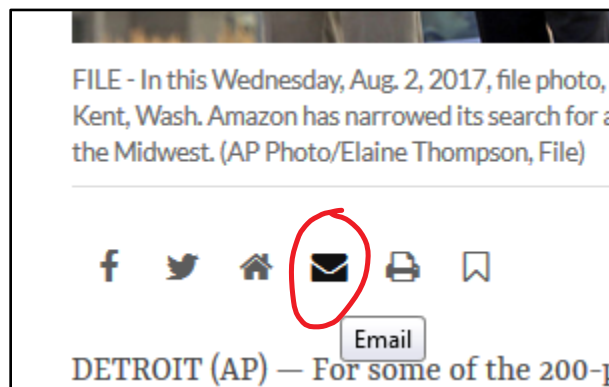 FILE - In this Wednesday, Aug. 2, 2017, file photo,
Kent, Wash. Amazon has narrowed its search for a
the Midwest. (AP Photo/Elaine Thompson, File)
Email
DETROIT (AP) — For some of the 200-